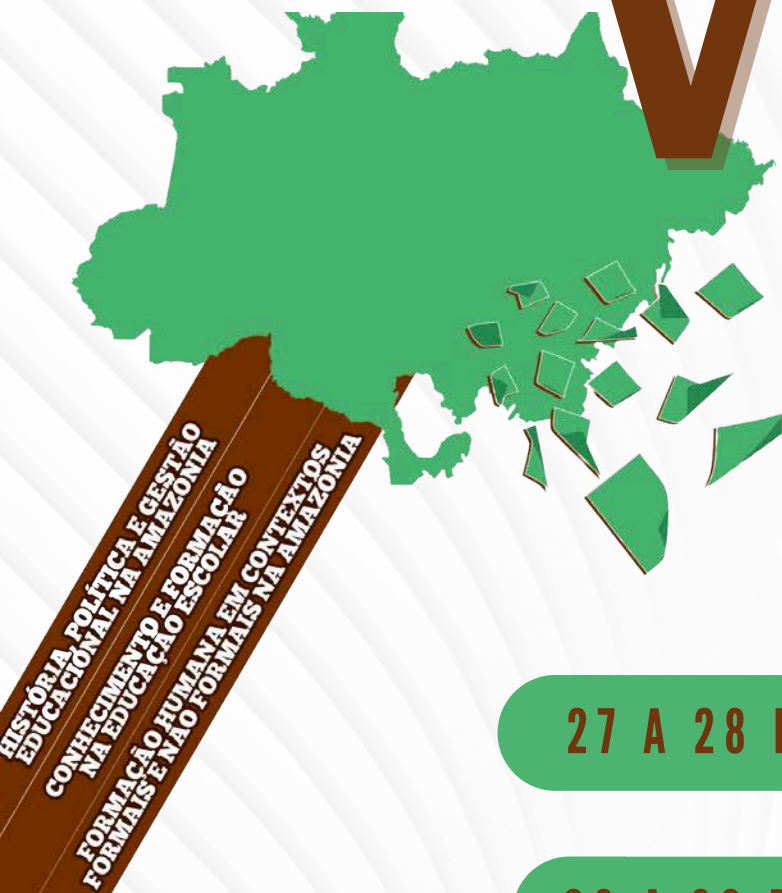 V
HISTÓRIA, POLÍTICA E GESTÃO
EDUCACIONAL NA AMAZÔNIA
CONHECIMENTO E FORMAÇÃO
NA EDUCAÇÃO ESCOLAR
FORMAÇÃO HUMANA EM CONTEXTOS
FORMAIS E NÃO FORMAIS NA AMAZÔNIA
27 A 28